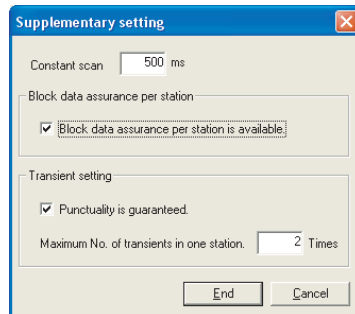 Supplementary setting
Constant scan 500 ms
Block data assurance per station
Block data assurance per station is available.
Transient setting
Punctuality is guaranteed.
Maximum No. of transients in one station. 2 Times
End Cancel